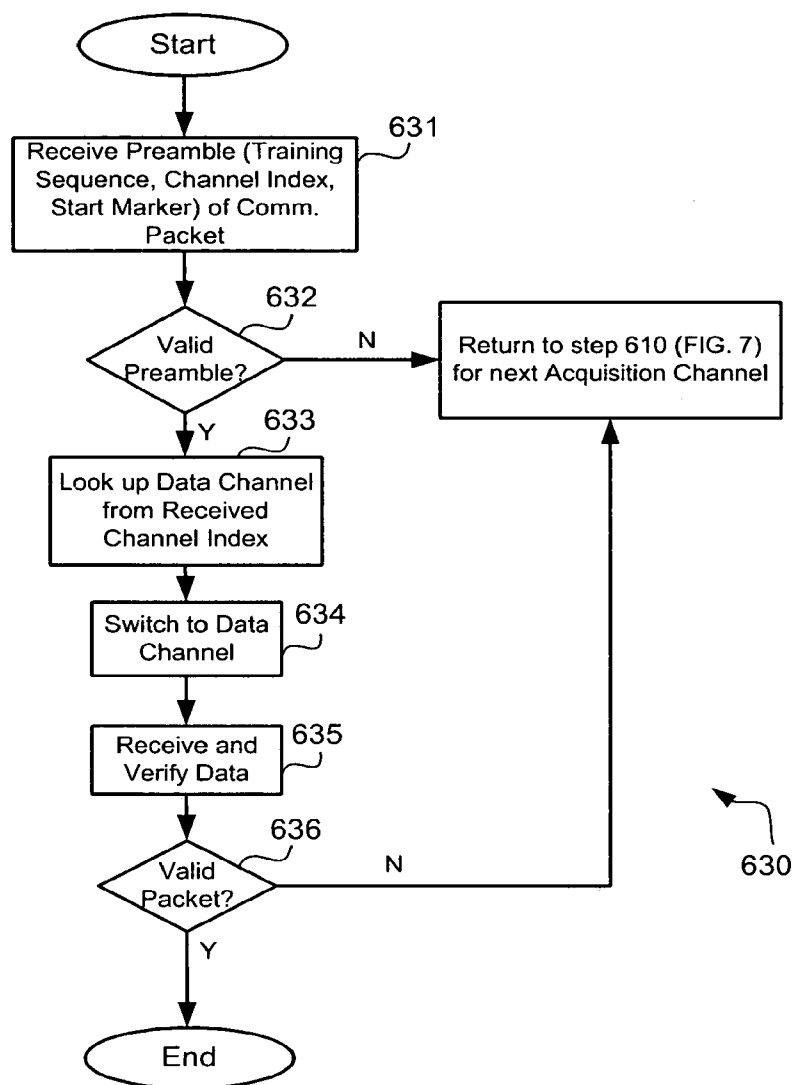 Start
631
Receive Preamble (Training
Sequence, Channel Index,
Start Marker) of Comm.
Packet
632
Valid
Preamble?
N
Return to step 610 (FIG. 7)
for next Acquisition Channel
Y
633
Look up Data Channel
from Received
Channel Index
634
Switch to Data
Channel
635
Receive and
Verify Data
636
Valid
Packet?
N
630
Y
End